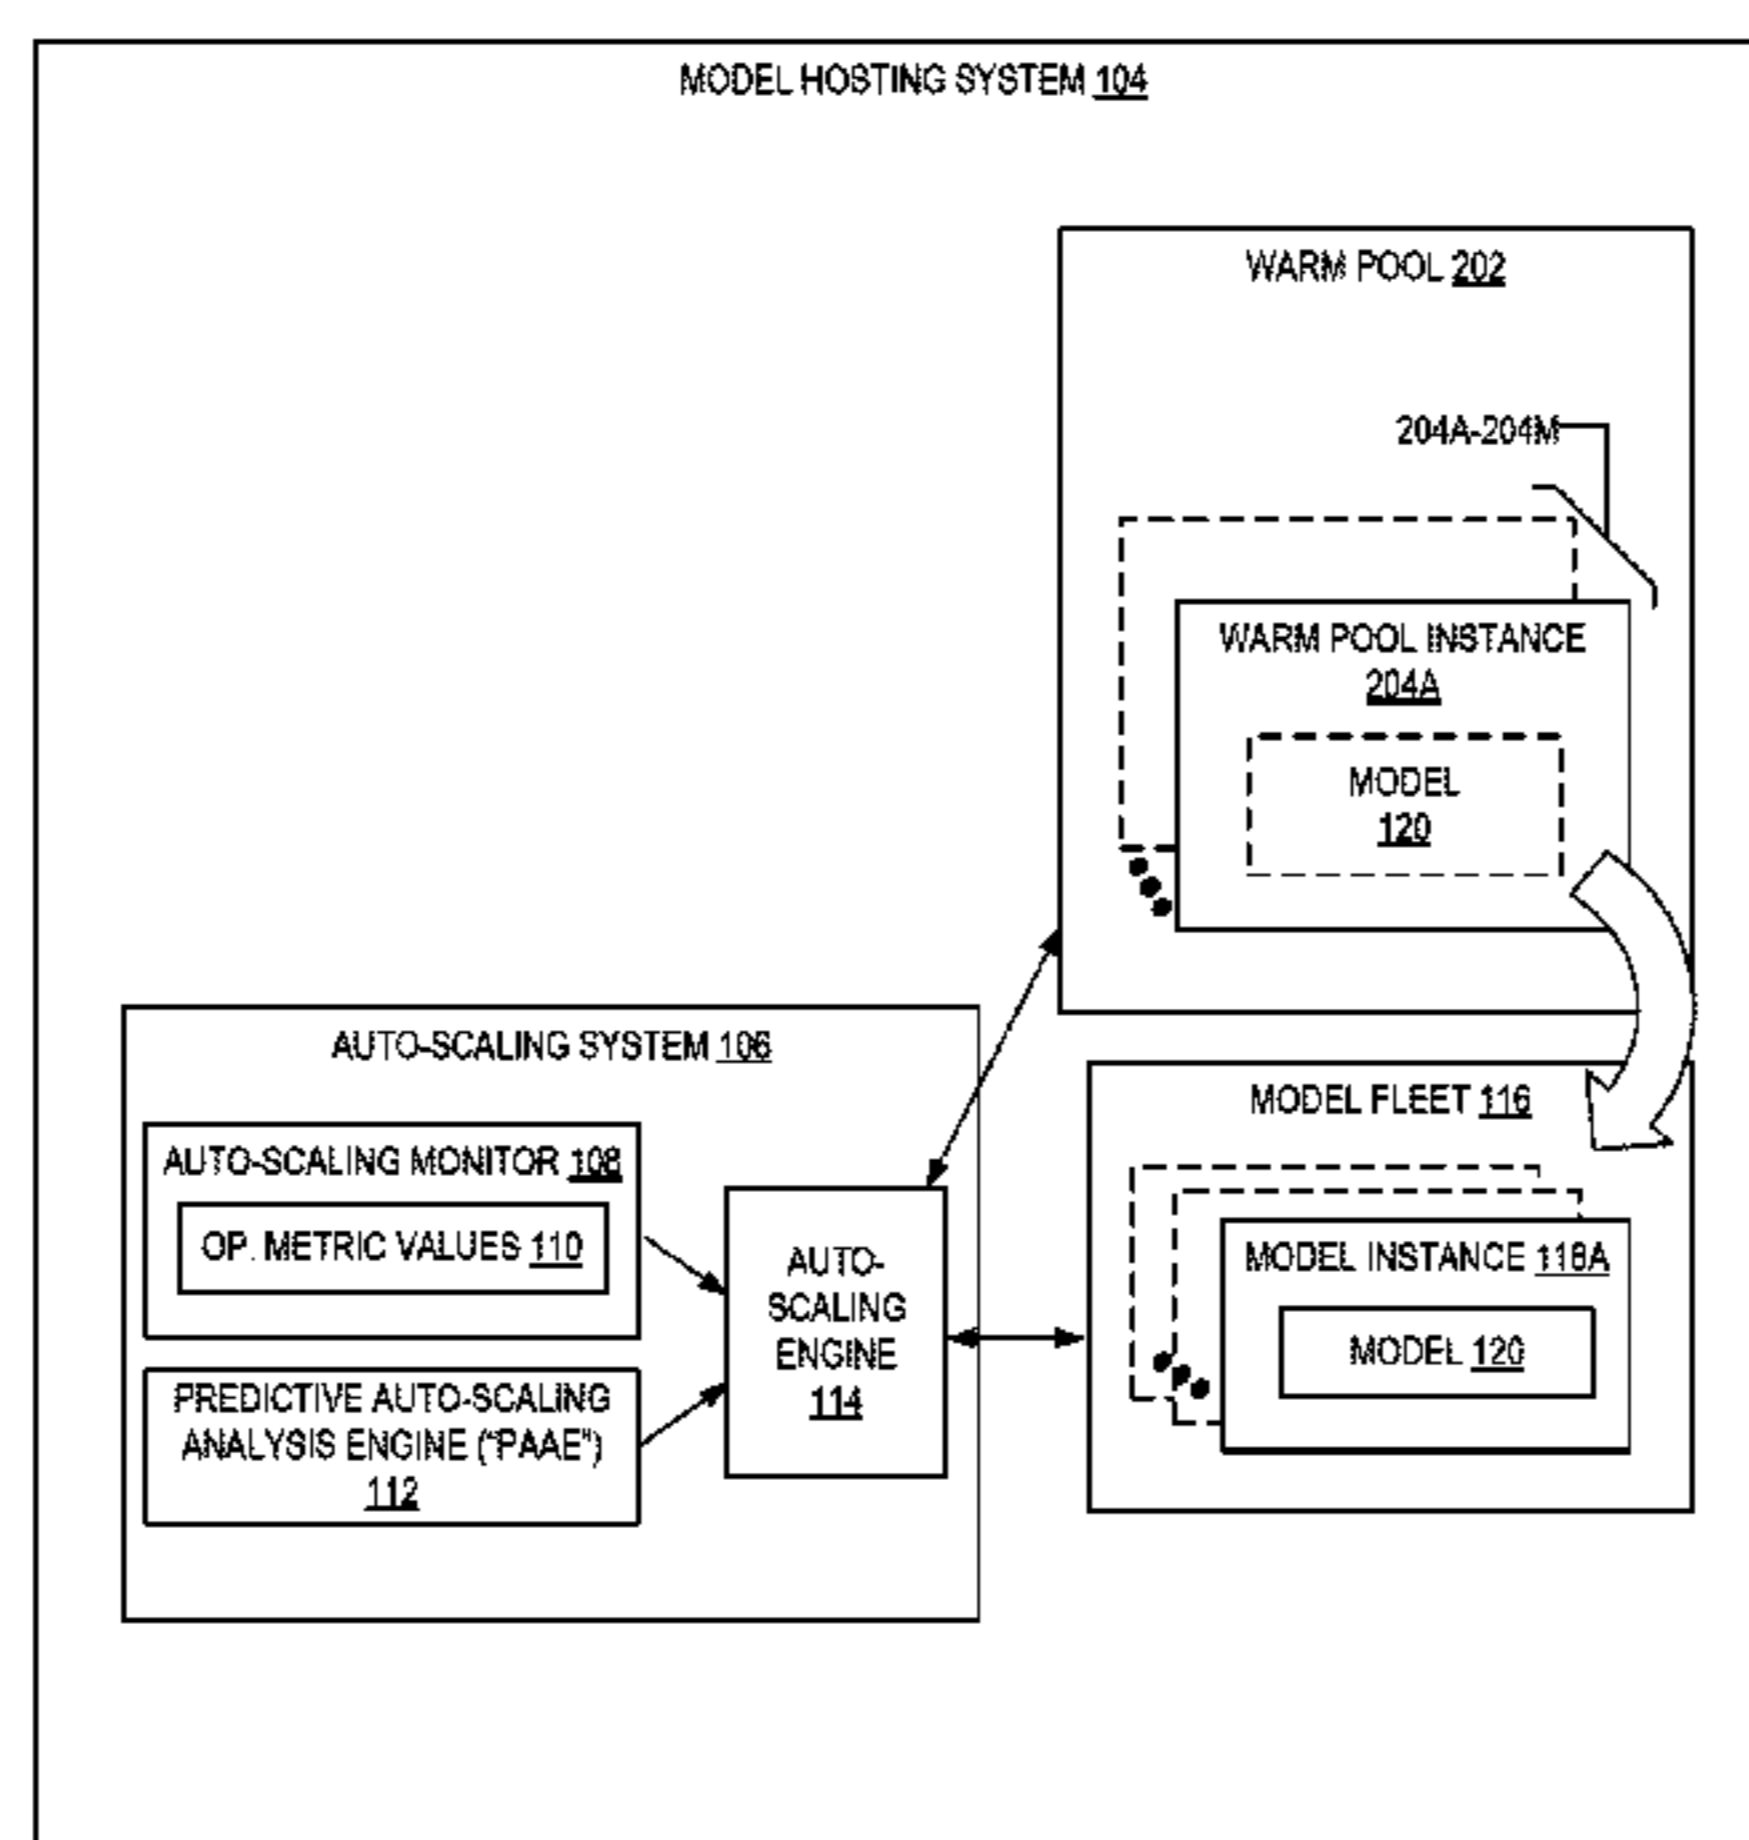 MODEL HOSTING SYSTEM 104
WARM POOL 202
204A-204M
WARM POOL INSTANCE
204A
MODEL
120
AUTO-SCALING SYSTEM 106
AUTO-SCALING MONITOR 108
OP. METRIC VALUES 110
PREDICTIVE AUTO-SCALING
ANALYSIS ENGINE ("PAAE")
112
AUTO-
SCALING
ENGINE
114
MODEL FLEET 116
MODEL INSTANCE 118A
MODEL 120